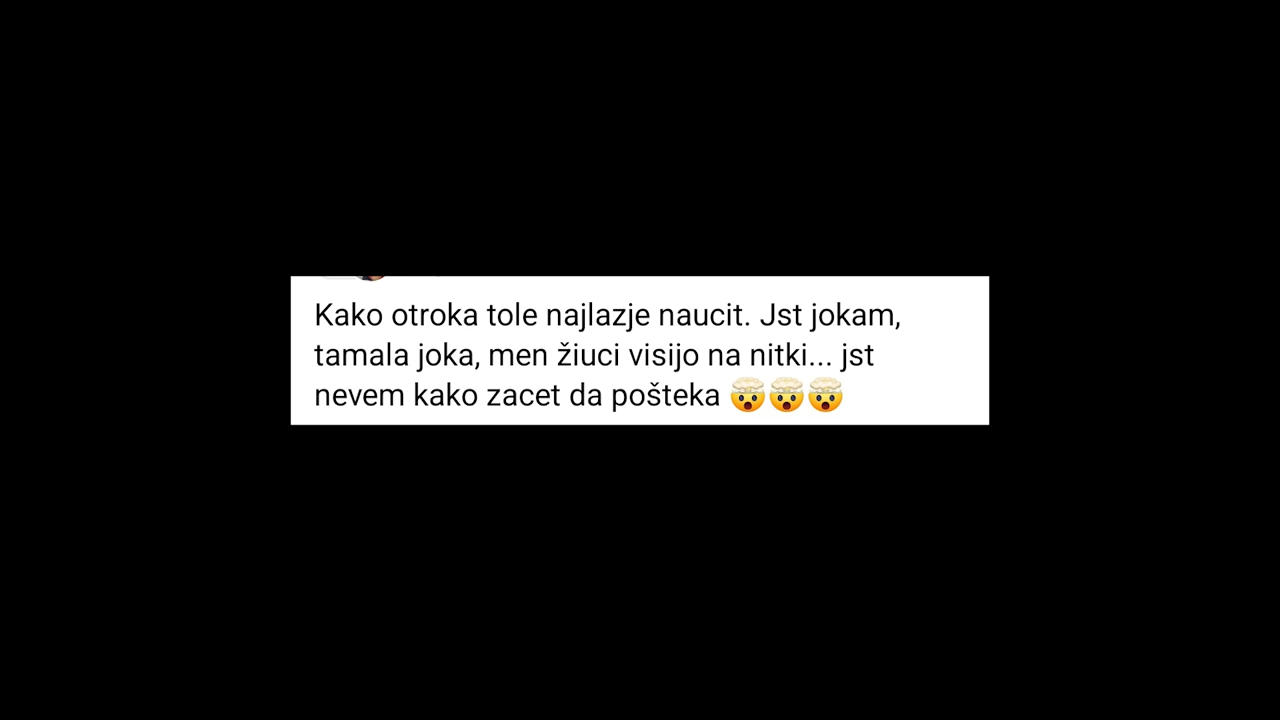 Kako otroka tole najlazje naucit. Jst jokam,
tamala joka, men žiuci visijo na nitki... jst
nevem kako zacet da pošteka 🤯🤯🤯